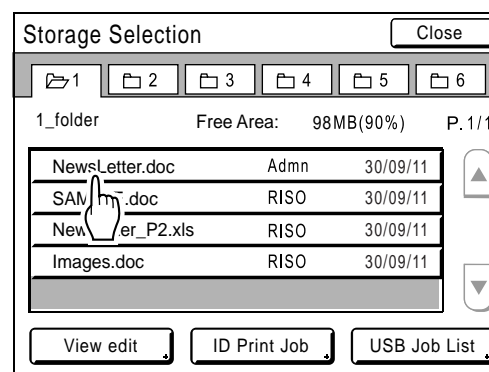 Storage Selection Close
1 2 3 4 5 6
1_folder Free Area: 98MB(90%) P. 1/1
NewsLetter.doc Admn 30/09/11
.doc RISO 30/09/11
_P2.xls RISO 30/09/11
Images.doc RISO 30/09/11
View edit ID Print Job USB Job List